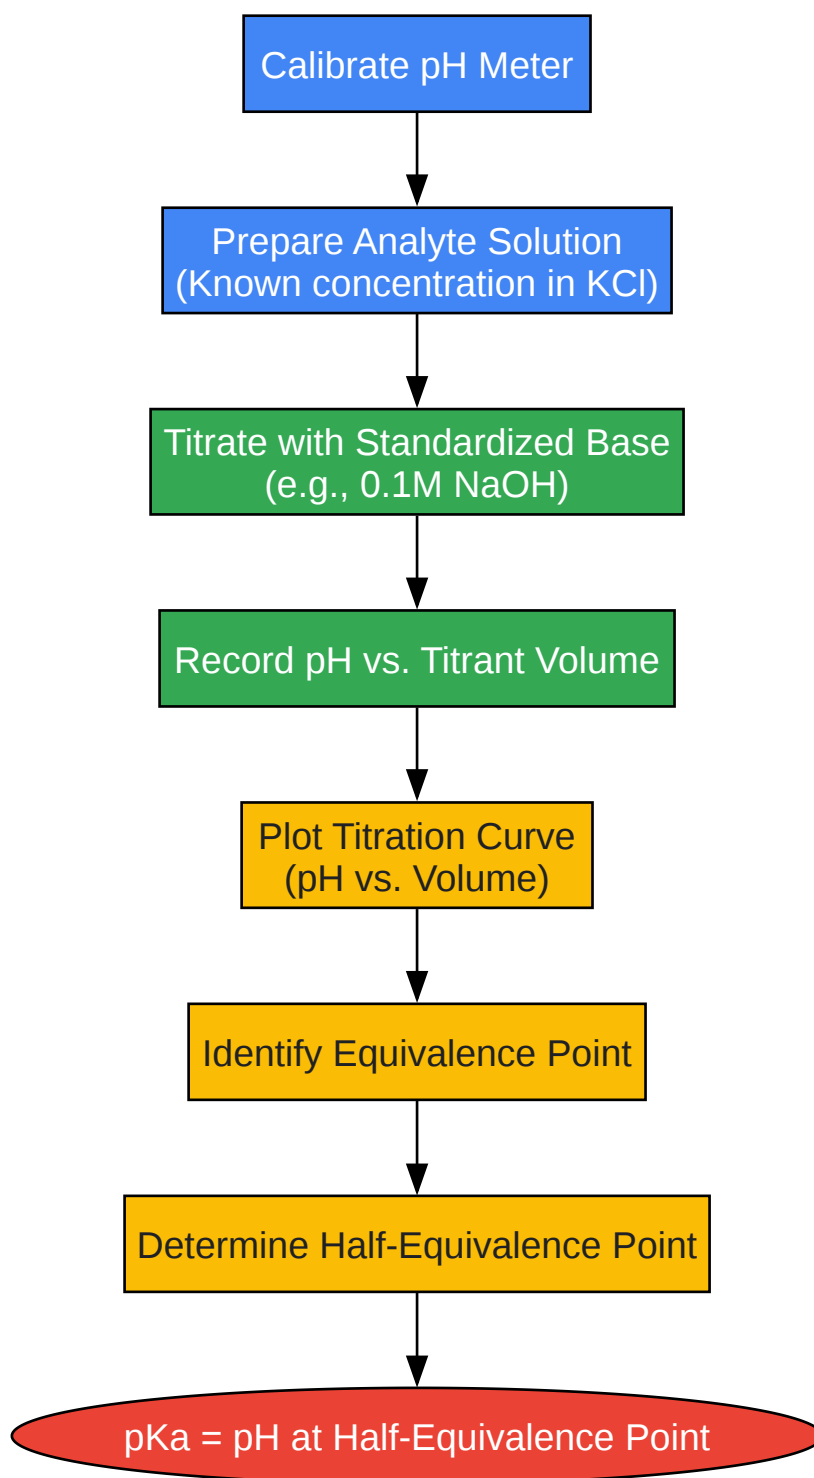 Calibrate pH Meter
Prepare Analyte Solution
(Known concentration in KCl)
Titrate with Standardized Base
(e.g., 0.1M NaOH)
Record pH vs. Titrant Volume
Plot Titration Curve
(pH vs. Volume)
Identify Equivalence Point
Determine Half-Equivalence Point
pKa = pH at Half-Equivalence Point